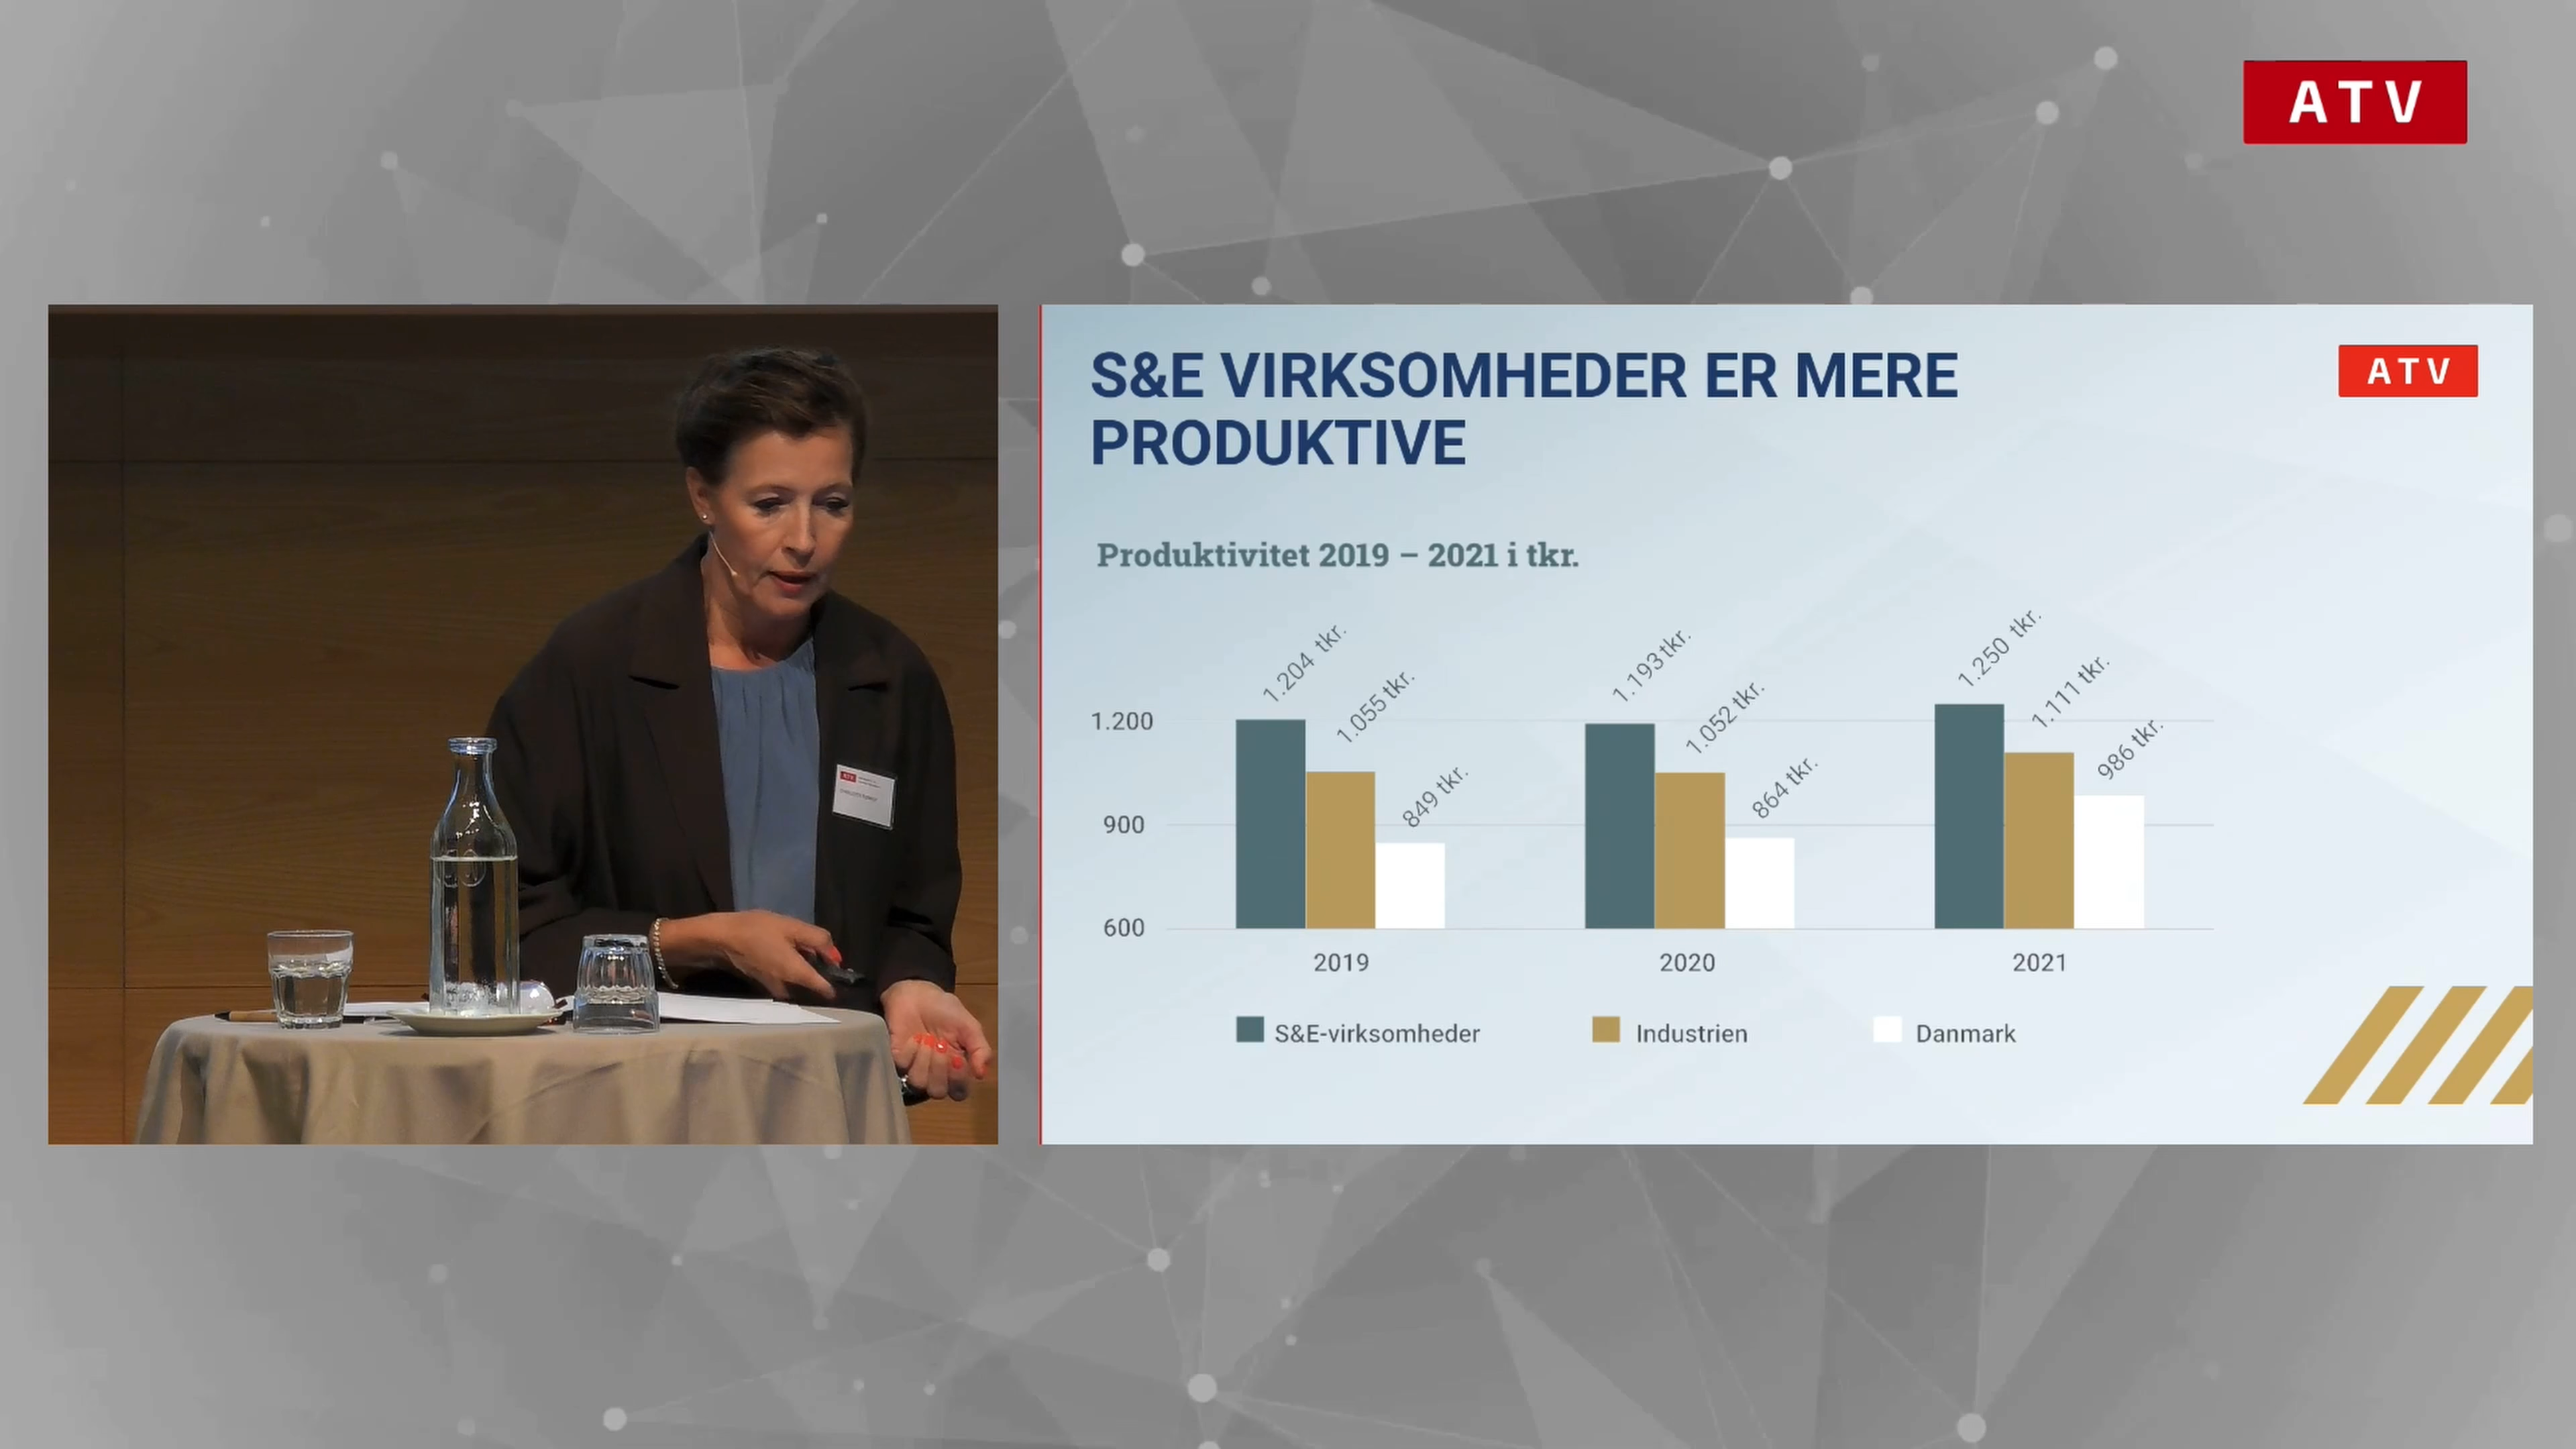 ATV
S&E VIRKSOMHEDER ER MERE
PRODUKTIVE
ATV
Produktivitet 2019 – 2021 i tkr.
1.204 tkr.
1.055 tkr.
849 tkr.
1.193 tkr.
1.052 tkr.
864 tkr.
1.250 tkr.
1.111 tkr.
986 tkr.
1.200
900
600
2019
2020
2021
S&E-virksomheder
Industrien
Danmark